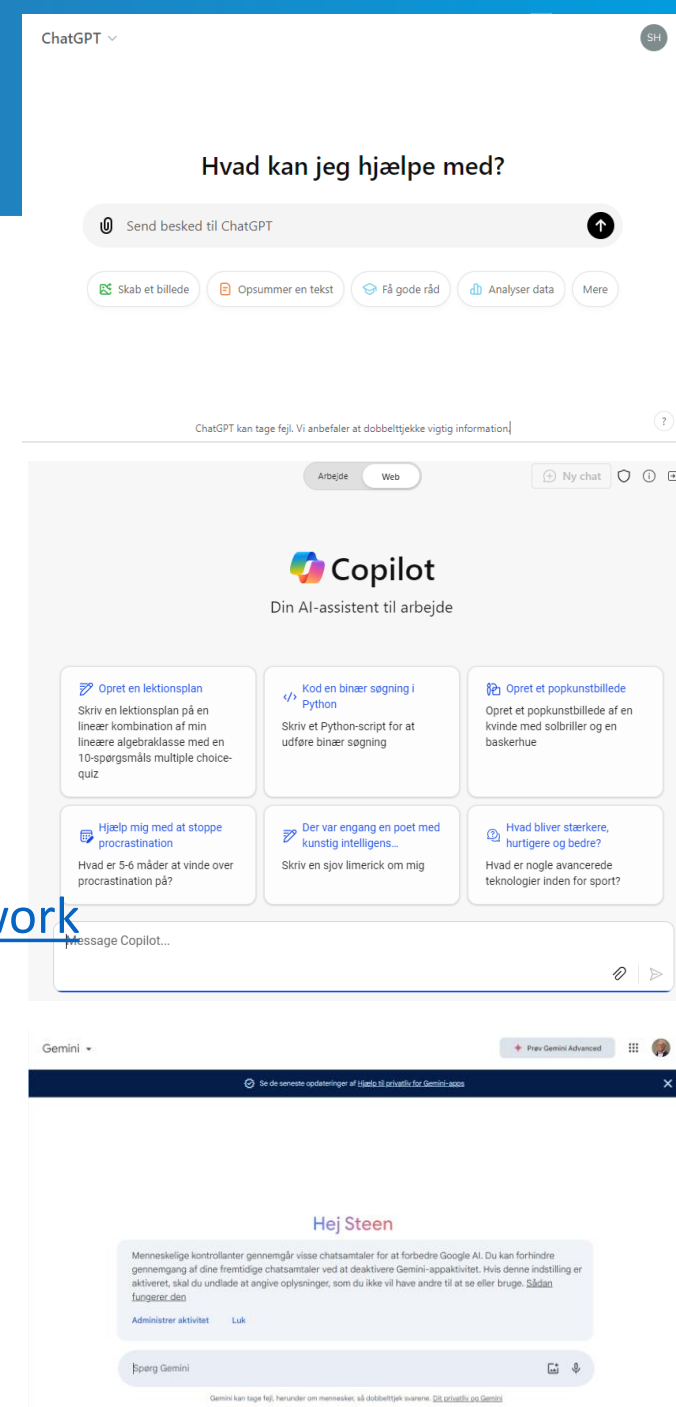 ChatGPT
SH
Hvad kan jeg hjælpe med?
Send besked til ChatGPT
Skab et billede
Opsummer en tekst
Få gode råd
Analyser data
Mere
ChatGPT kan tage fejl. Vi anbefaler at dobbelttjekke vigtig information.
?
Arbejde
Web
Ny chat
Copilot
Din AI-assistent til arbejde
Opret en lektionsplan
Skriv en lektionsplan på en
lineær kombination af min
lineære algebraklasse med en
10-spørgsmåls multiple choice-
quiz
Kod en binær søgning i
Python
Skriv et Python-script for at
udføre binær søgning
Opret et popkunstbillede
Opret et popkunstbillede af en
kvinde med solbriller og en
baskerhue
Hjælp mig med at stoppe
procrastination
Hvad er 5-6 måder at vinde over
procrastination på?
Der var engang en poet med
kunstig intelligens...
Skriv en sjov limerick om mig
Hvad bliver stærkere,
hurtigere og bedre?
Hvad er nogle avancerede
teknologier inden for sport?
work
Message Copilot...
Gemini
Prøv Gemini Advanced
Se de seneste opdateringer af Hjælp til privatliv for Gemini-apps
Hej Steen
Menneskelige kontrollanter gennemgår visse chatsamtaler for at forbedre Google AI. Du kan forhindre
gennemgang af dine fremtidige chatsamtaler ved at deaktivere Gemini-appaktivitet. Hvis denne indstilling er
aktiveret, skal du undlade at angive oplysninger, som du ikke vil have andre til at se eller bruge. Sådan
fungerer den
Administrer aktivitet
Luk
Spørg Gemini
Gemini kan tage fejl, herunder om mennesker, så dobbelttjek svarene. Dit privatliv og Gemini